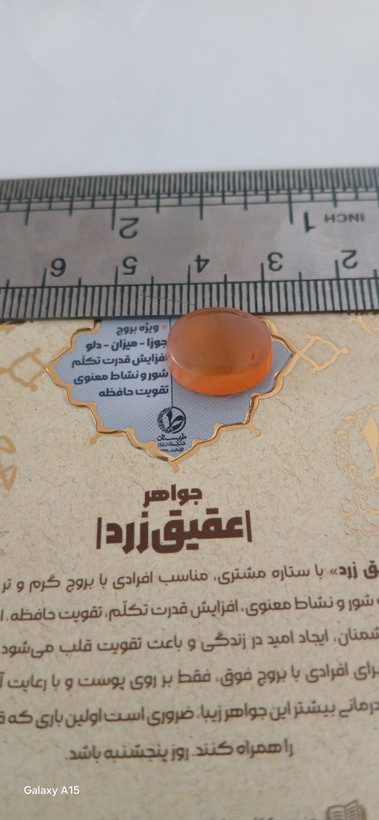 INCH 1 2
2 3 4 5 6
ویژه بروج
جوزا - میزان - دلو
افزایش قدرت تکلّم
شور و نشاط معنوی
تقویت حافظه
جواهر
عقیق زرد
ق زرد» با ستاره مشتری، مناسب افرادی با بروج گرم و تر
شور و نشاط معنوی، افزایش قدرت تکلّم، تقویت حافظه، ا
شمنان، ایجاد امید در زندگی و باعث تقویت قلب می‌شود
برای افرادی با بروج فوق، فقط بر روی پوست و با رعایت آ
درمانی بیشتر این جواهر زیبا، ضروری است اولین باری که
را همراه کنند، روز پنجشنبه باشد.
Galaxy A15